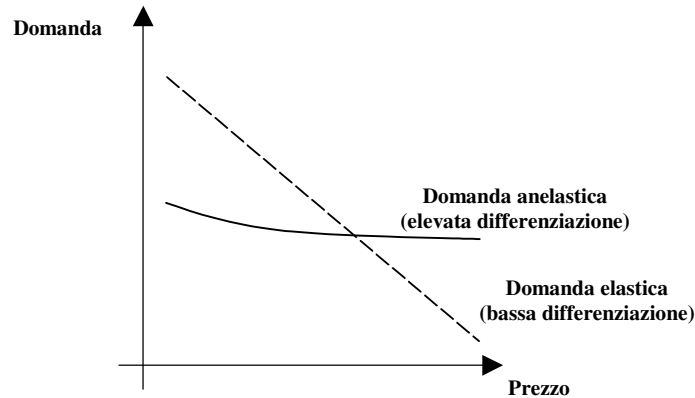 Domanda
Domanda anelastica
(elevata differenziazione)
Domanda elastica
(bassa differenziazione)
Prezzo